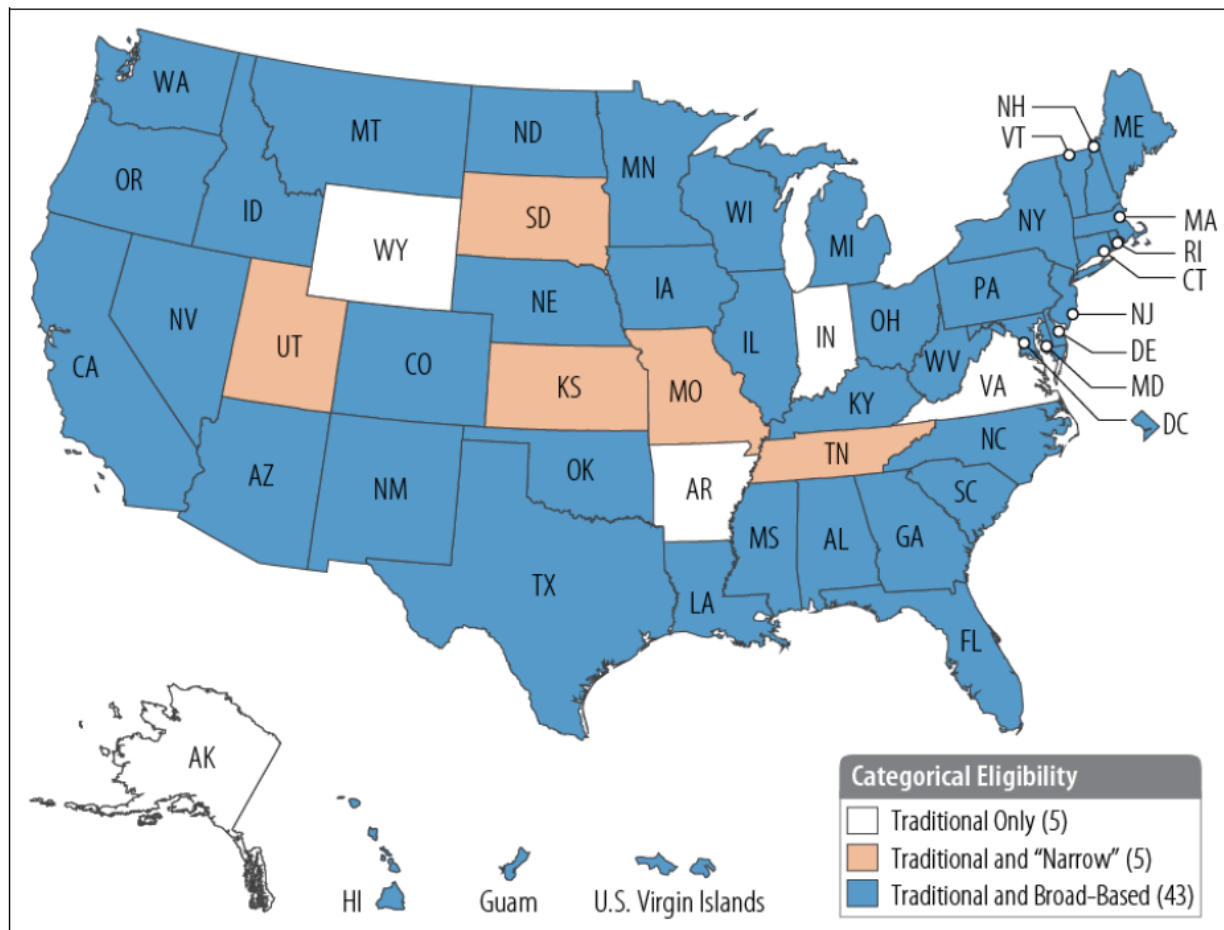 WA
MT
ND
MN
OR
ID
WY
SD
WI
MI
NY
NH
VT
ME
MA
RI
CT
NV
UT
CO
NE
IA
IL
IN
OH
PA
NJ
DE
MD
DC
CA
KS
MO
KY
WV
VA
AZ
NM
OK
AR
TN
NC
SC
TX
LA
MS
AL
GA
FL
AK
HI
Guam
U.S. Virgin Islands
Categorical Eligibility
Traditional Only (5)
Traditional and “Narrow” (5)
Traditional and Broad-Based (43)